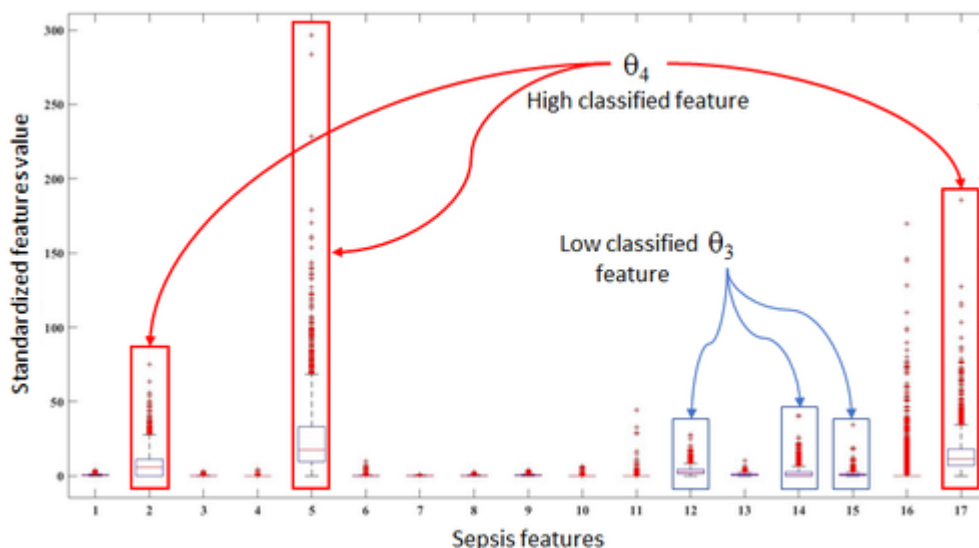 300
250
200
150
100
50
0
Standardized features value
θ4
High classified feature
Low classified θ3
feature
1 2 3 4 5 6 7 8 9 10 11 12 13 14 15 16 17
Sepsis features